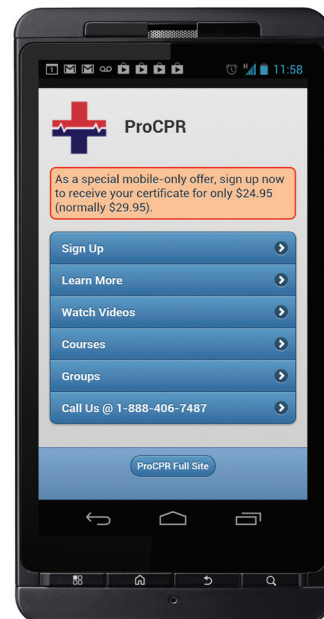 11:58
ProCPR
As a special mobile-only offer, sign up now
to receive your certificate for only $24.95
(normally $29.95).
Sign Up
Learn More
Watch Videos
Courses
Groups
Call Us @ 1-888-406-7487
ProCPR Full Site